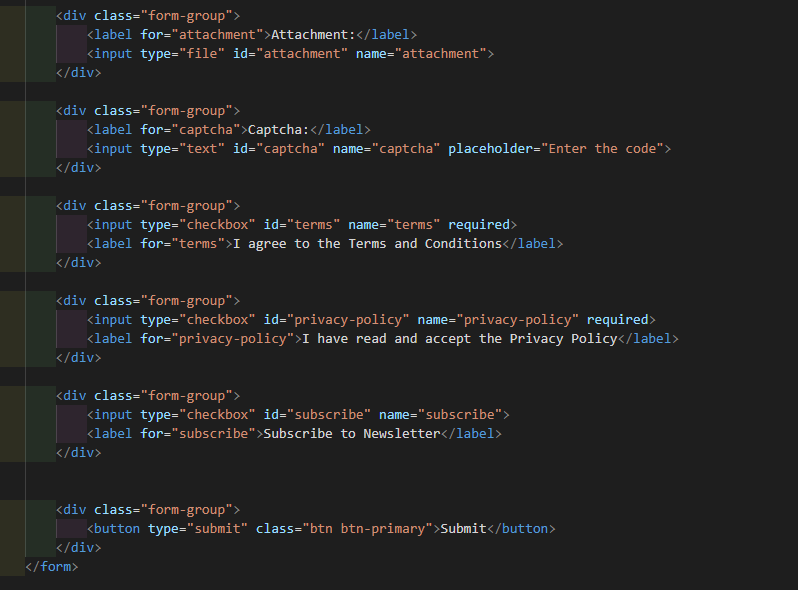 <div class="form-group">
<label for="attachment">Attachment:</label>
<input type="file" id="attachment" name="attachment">
</div>
<div class="form-group">
<label for="captcha">Captcha:</label>
<input type="text" id="captcha" name="captcha" placeholder="Enter the code">
</div>
<div class="form-group">
<input type="checkbox" id="terms" name="terms" required>
<label for="terms">I agree to the Terms and Conditions</label>
</div>
<div class="form-group">
<input type="checkbox" id="privacy-policy" name="privacy-policy" required>
<label for="privacy-policy">I have read and accept the Privacy Policy</label>
</div>
<div class="form-group">
<input type="checkbox" id="subscribe" name="subscribe">
<label for="subscribe">Subscribe to Newsletter</label>
</div>
<div class="form-group">
<button type="submit" class="btn btn-primary">Submit</button>
</div>
</form>